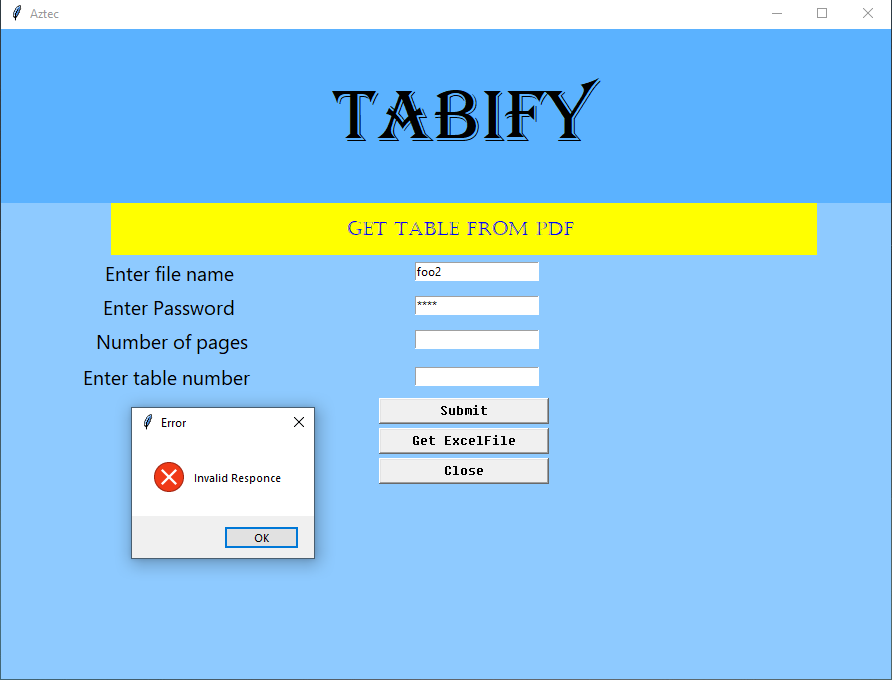 Aztec
TABIFY
GET TABLE FROM PDF
Enter file name
foo2
Enter Password
****
Number of pages
Enter table number
Submit
Get ExcelFile
Close
Error
Invalid Responce
OK